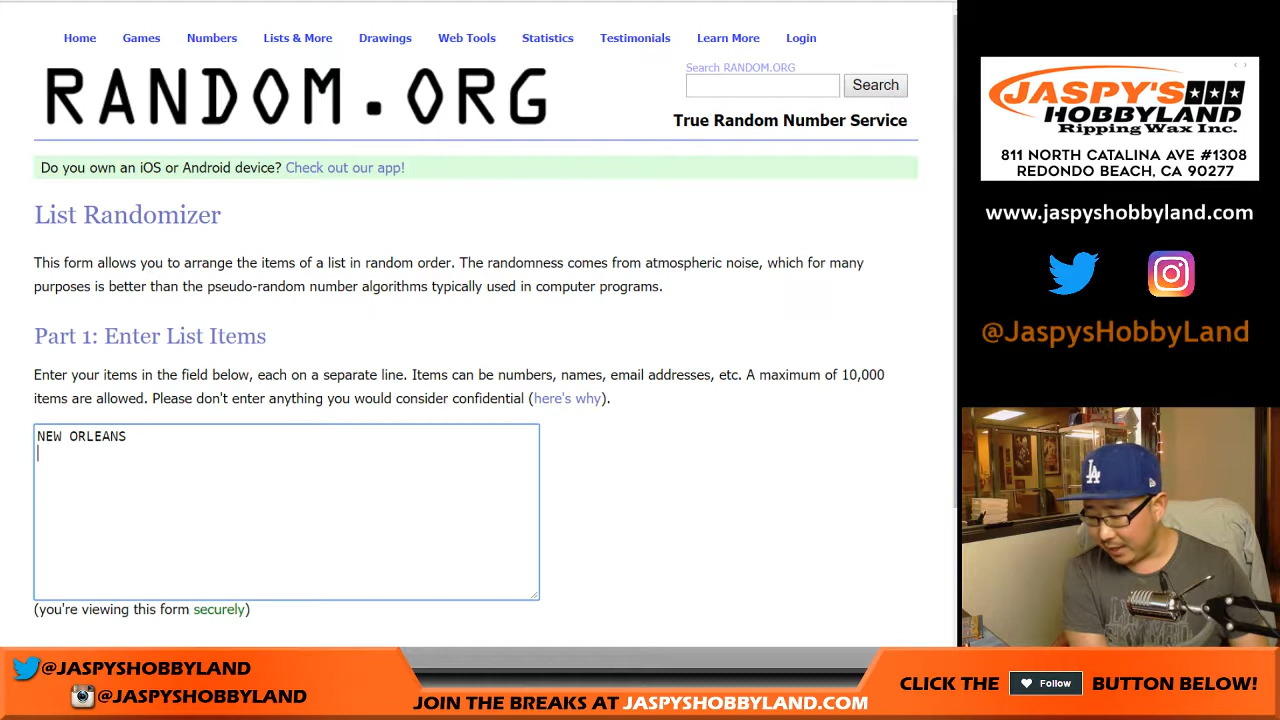 Home Games Numbers Lists & More Drawings Web Tools Statistics Testimonials Learn More Login
RANDOM.ORG
Search RANDOM.ORG
Search
True Random Number Service
Do you own an iOS or Android device? Check out our app!
List Randomizer
This form allows you to arrange the items of a list in random order. The randomness comes from atmospheric noise, which for many
purposes is better than the pseudo-random number algorithms typically used in computer programs.
Part 1: Enter List Items
Enter your items in the field below, each on a separate line. Items can be numbers, names, email addresses, etc. A maximum of 10,000
items are allowed. Please don't enter anything you would consider confidential (here's why).
NEW ORLEANS
(you're viewing this form securely)
JASPY'S
HOBBYLAND
Ripping Wax Inc.
811 NORTH CATALINA AVE #1308
REDONDO BEACH, CA 90277
www.jaspyshobbyland.com
@JaspysHobbyLand
LA
@JASPYSHOBBYLAND
@JASPYSHOBBYLAND
JOIN THE BREAKS AT JASPYSHOBBYLAND.COM
CLICK THE Follow BUTTON BELOW!